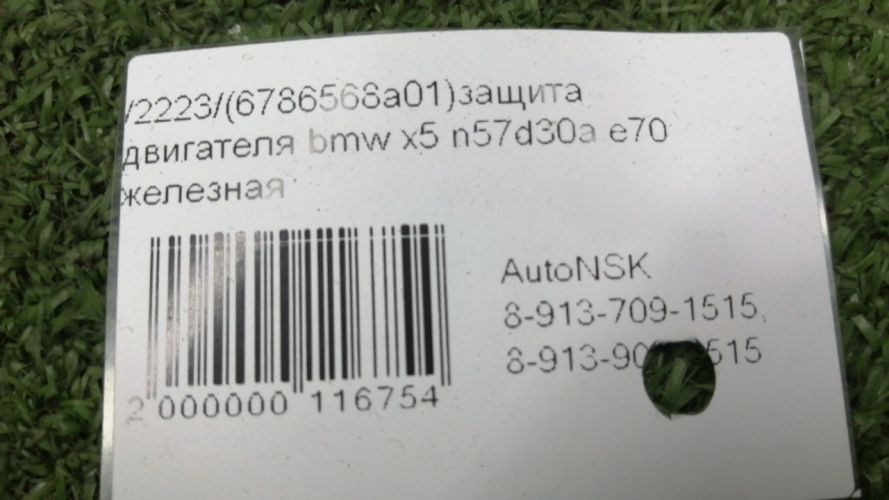 /2223/(6786568a01)защита
двигателя bmw x5 n57d30a e70
железная
AutoNSK
8-913-709-1515,
2 000000 116754